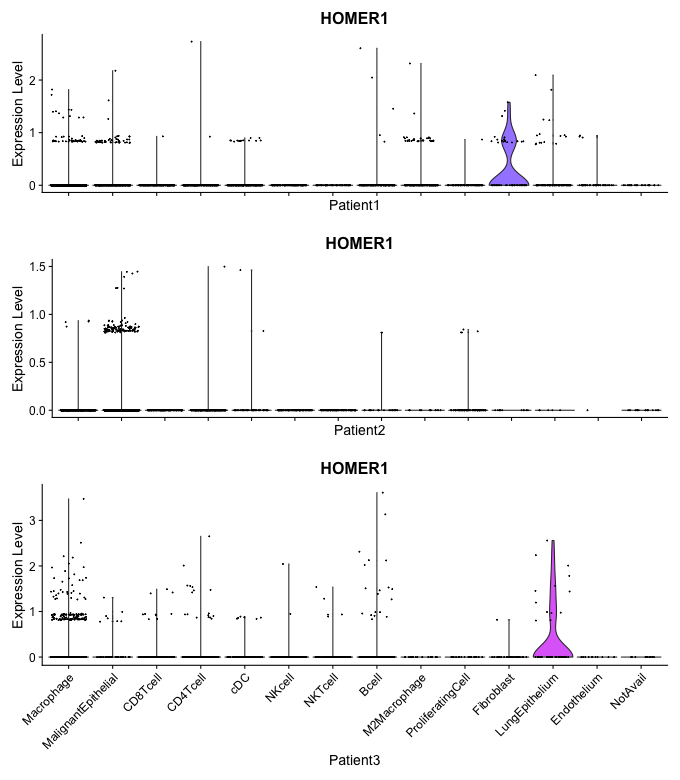 HOMER1
Expression Level
2
1
0
Patient1
HOMER1
Expression Level
1.5
1.0
0.5
0.0
Patient2
HOMER1
Expression Level
3
2
1
0
Macrophage
MalignantEpithelial
CD8Tcell
CD4Tcell
cDC
NKcell
NKTcell
Bcell
M2Macrophage
ProliferatingCell
Fibroblast
LungEpithelium
Endothelium
NotAvail
Patient3